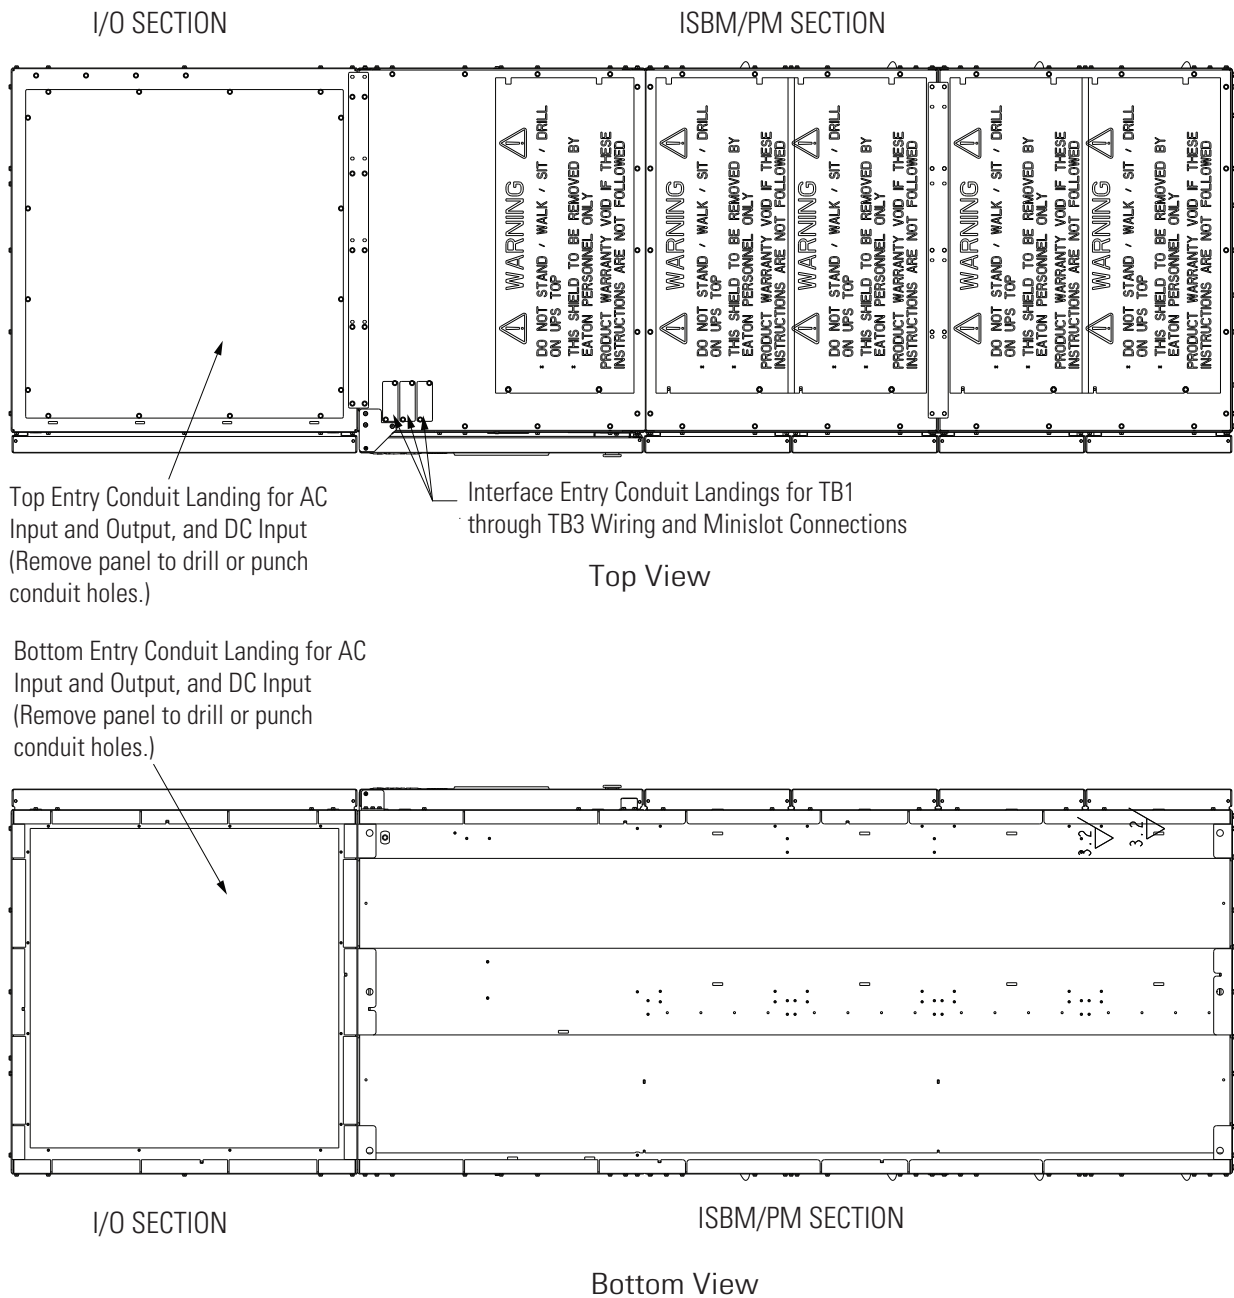 I/O SECTION
ISBM/PM SECTION
WARNING
• DO NOT STAND / WALK / SIT / DRILL
ON UPS TOP
• THIS SHIELD TO BE REMOVED BY
EATON PERSONNEL ONLY
PRODUCT WARRANTY VOID IF THESE
INSTRUCTIONS ARE NOT FOLLOWED
WARNING
• DO NOT STAND / WALK / SIT / DRILL
ON UPS TOP
• THIS SHIELD TO BE REMOVED BY
EATON PERSONNEL ONLY
PRODUCT WARRANTY VOID IF THESE
INSTRUCTIONS ARE NOT FOLLOWED
WARNING
• DO NOT STAND / WALK / SIT / DRILL
ON UPS TOP
• THIS SHIELD TO BE REMOVED BY
EATON PERSONNEL ONLY
PRODUCT WARRANTY VOID IF THESE
INSTRUCTIONS ARE NOT FOLLOWED
WARNING
• DO NOT STAND / WALK / SIT / DRILL
ON UPS TOP
• THIS SHIELD TO BE REMOVED BY
EATON PERSONNEL ONLY
PRODUCT WARRANTY VOID IF THESE
INSTRUCTIONS ARE NOT FOLLOWED
WARNING
• DO NOT STAND / WALK / SIT / DRILL
ON UPS TOP
• THIS SHIELD TO BE REMOVED BY
EATON PERSONNEL ONLY
PRODUCT WARRANTY VOID IF THESE
INSTRUCTIONS ARE NOT FOLLOWED
Top Entry Conduit Landing for AC
Input and Output, and DC Input
(Remove panel to drill or punch
conduit holes.)
Interface Entry Conduit Landings for TB1
through TB3 Wiring and Minislot Connections
Top View
Bottom Entry Conduit Landing for AC
Input and Output, and DC Input
(Remove panel to drill or punch
conduit holes.)
3.2
3.2
I/O SECTION
ISBM/PM SECTION
Bottom View